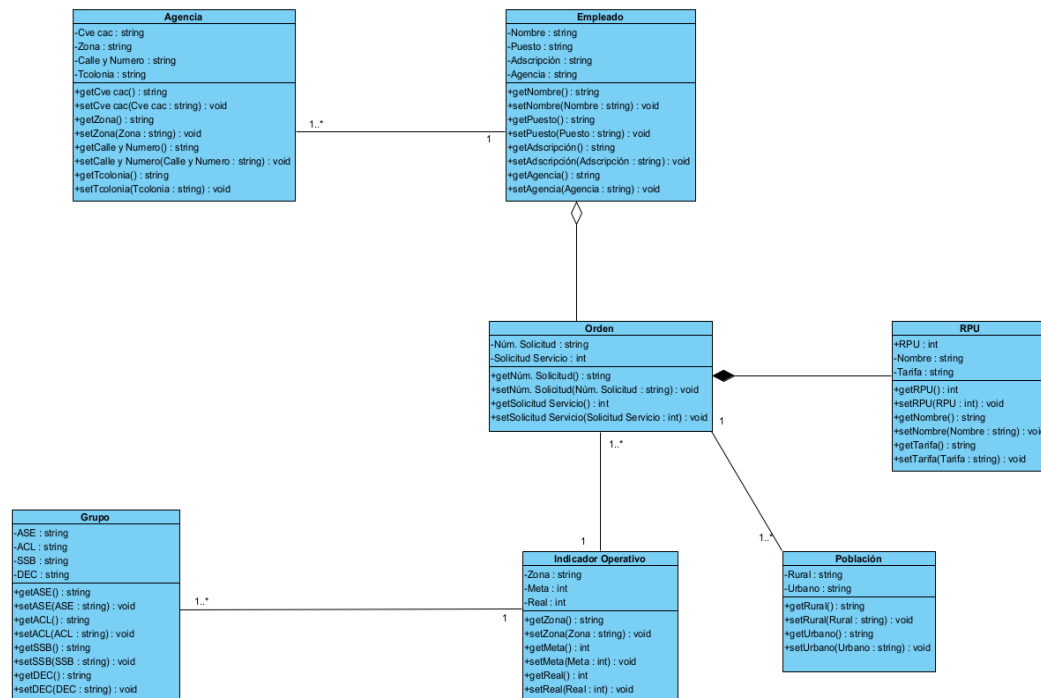 Agencia
-Cve cac : string
-Zona : string
-Calle y Numero : string
-Tcolonia : string
+getCve cac() : string
+setCve cac(Cve cac : string) : void
+getZona() : string
+setZona(Zona : string) : void
+getCalle y Numero() : string
+setCalle y Numero(Calle y Numero : string) : void
+getTcolonia() : string
+setTcolonia(Tcolonia : string) : void
1..*
1
Empleado
-Nombre : string
-Puesto : string
-Adscripción : string
-Agencia : string
+getNombre() : string
+setNombre(Nombre : string) : void
+getPuesto() : string
+setPuesto(Puesto : string) : void
+getAdscripción() : string
+setAdscripción(Adscripción : string) : void
+getAgencia() : string
+setAgencia(Agencia : string) : void
Orden
-Núm. Solicitud : string
-Solicitud Servicio : int
+getNúm. Solicitud() : string
+setNúm. Solicitud(Núm. Solicitud : string) : void
+getSolicitud Servicio() : int
+setSolicitud Servicio(Solicitud Servicio : int) : void
RPU
+RPU : int
-Nombre : string
-Tarifa : string
+getRPU() : int
+setRPU(RPU : int) : void
+getNombre() : string
+setNombre(Nombre : string) : void
+getTarifa() : string
+setTarifa(Tarifa : string) : void
1
1..*
1..*
1
Grupo
-ASE : string
-ACL : string
-SSB : string
-DEC : string
+getASE() : string
+setASE(ASE : string) : void
+getACL() : string
+setACL(ACL : string) : void
+getSSB() : string
+setSSB(SSB : string) : void
+getDEC() : string
+setDEC(DEC : string) : void
1..*
1
Indicador Operativo
-Zona : string
-Meta : int
-Real : int
+getZona() : string
+setZona(Zona : string) : void
+getMeta() : int
+setMeta(Meta : int) : void
+getReal() : int
+setReal(Real : int) : void
Población
-Rural : string
-Urbano : string
+getRural() : string
+setRural(Rural : string) : void
+getUrbano() : string
+setUrbano(Urbano : string) : void